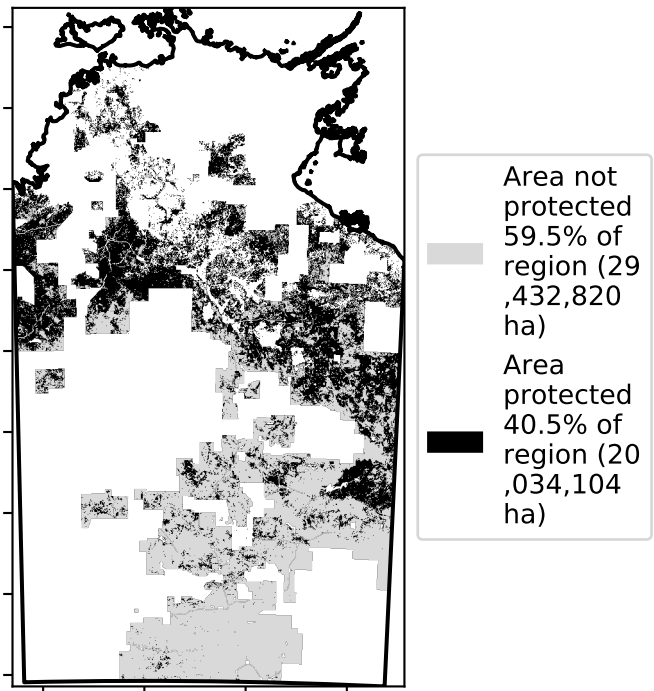 Area not
protected
59.5% of
region (29
,432,820
ha)
Area
protected
40.5% of
region (20
,034,104
ha)